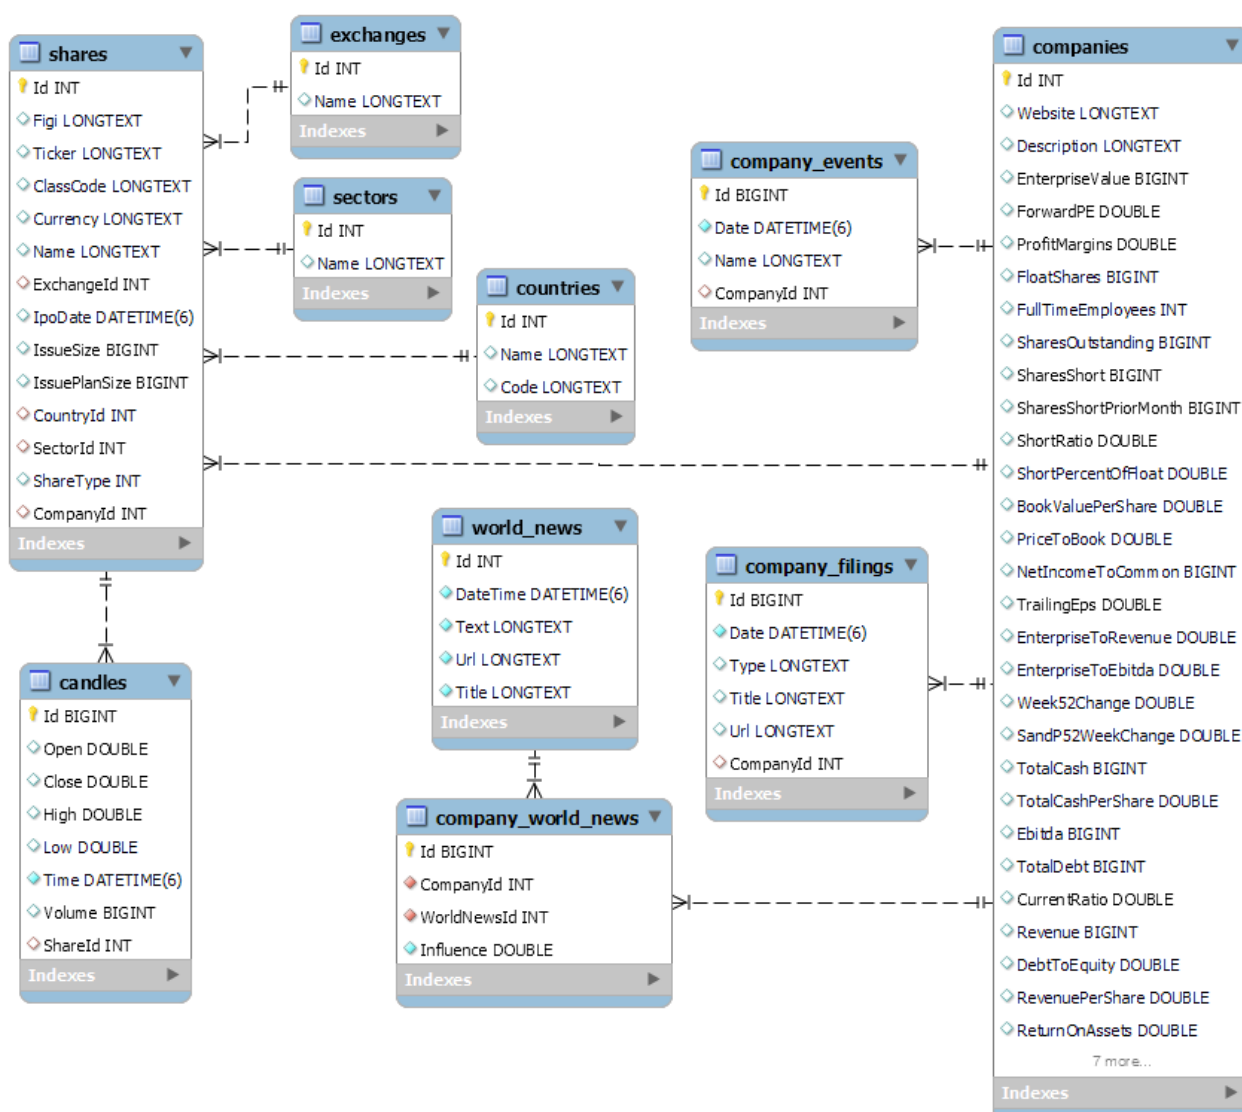 shares
Id INT
Figi LONGTEXT
Ticker LONGTEXT
ClassCode LONGTEXT
Currency LONGTEXT
Name LONGTEXT
ExchangeId INT
IpoDate DATETIME(6)
IssueSize BIGINT
IssuePlanSize BIGINT
CountryId INT
SectorId INT
ShareType INT
CompanyId INT
Indexes
exchanges
Id INT
Name LONGTEXT
Indexes
sectors
Id INT
Name LONGTEXT
Indexes
countries
Id INT
Name LONGTEXT
Code LONGTEXT
Indexes
company_events
Id BIGINT
Date DATETIME(6)
Name LONGTEXT
CompanyId INT
Indexes
world_news
Id INT
DateTime DATETIME(6)
Text LONGTEXT
Url LONGTEXT
Title LONGTEXT
Indexes
company_filings
Id BIGINT
Date DATETIME(6)
Type LONGTEXT
Title LONGTEXT
Url LONGTEXT
CompanyId INT
Indexes
candles
Id BIGINT
Open DOUBLE
Close DOUBLE
High DOUBLE
Low DOUBLE
Time DATETIME(6)
Volume BIGINT
ShareId INT
Indexes
company_world_news
Id BIGINT
CompanyId INT
WorldNewsId INT
Influence DOUBLE
Indexes
companies
Id INT
Website LONGTEXT
Description LONGTEXT
EnterpriseValue BIGINT
ForwardPE DOUBLE
ProfitMargins DOUBLE
FloatShares BIGINT
FullTimeEmployees INT
SharesOutstanding BIGINT
SharesShort BIGINT
SharesShortPriorMonth BIGINT
ShortRatio DOUBLE
ShortPercentOfFloat DOUBLE
BookValuePerShare DOUBLE
PriceToBook DOUBLE
NetIncomeToCommon BIGINT
TrailingEps DOUBLE
EnterpriseToRevenue DOUBLE
EnterpriseToEbitda DOUBLE
Week52Change DOUBLE
SandP52WeekChange DOUBLE
TotalCash BIGINT
TotalCashPerShare DOUBLE
Ebitda BIGINT
TotalDebt BIGINT
CurrentRatio DOUBLE
Revenue BIGINT
DebtToEquity DOUBLE
RevenuePerShare DOUBLE
ReturnOnAssets DOUBLE
7 more...
Indexes